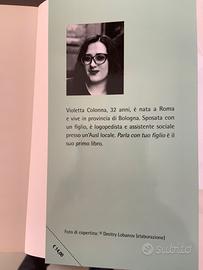 Violetta Colonna, 32 anni, è nata a Roma
e vive in provincia di Bologna. Sposata con
un figlio, è logopedista e assistente sociale
presso un'Ausl locale. Parla con tuo figlio è il
suo primo libro.
Foto di copertina: © Dmitry Lobanov (elaborazione)
€ 14,00
Subito